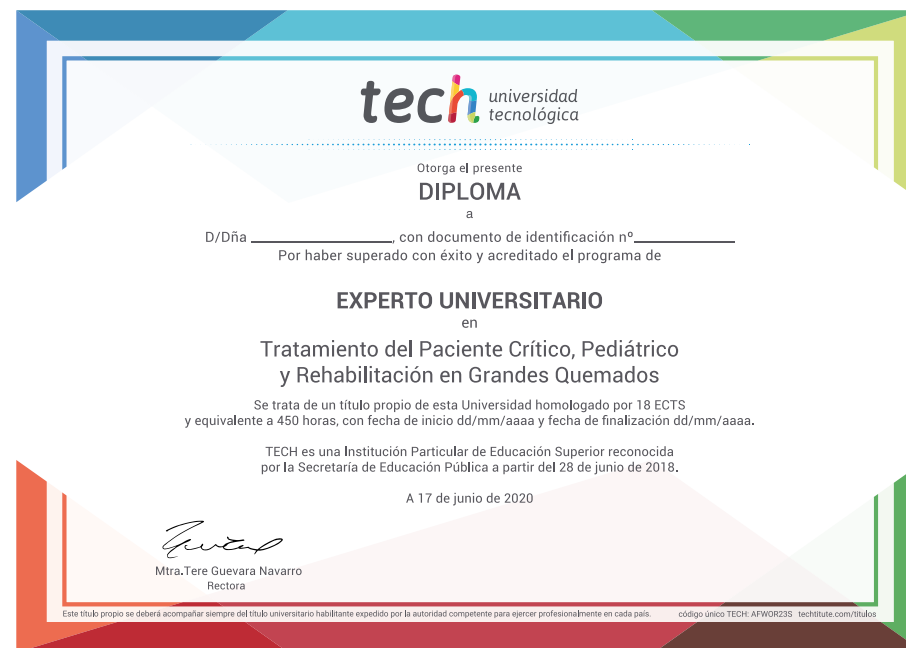 tech universidad
tecnológica
Otorga el presente
DIPLOMA
a
D/Dña ______________, con documento de identificación nº__________
Por haber superado con éxito y acreditado el programa de
EXPERTO UNIVERSITARIO
en
Tratamiento del Paciente Crítico, Pediátrico
y Rehabilitación en Grandes Quemados
Se trata de un título propio de esta Universidad homologado por 18 ECTS
y equivalente a 450 horas, con fecha de inicio dd/mm/aaaa y fecha de finalización dd/mm/aaaa.
TECH es una Institución Particular de Educación Superior reconocida
por la Secretaría de Educación Pública a partir del 28 de junio de 2018.
A 17 de junio de 2020
Mtra.Tere Guevara Navarro
Rectora
Este título propio se deberá acompañar siempre del título universitario habilitante expedido por la autoridad competente para ejercer profesionalmente en cada país. código único TECH: AFWOR23S techtitute.com/titulos